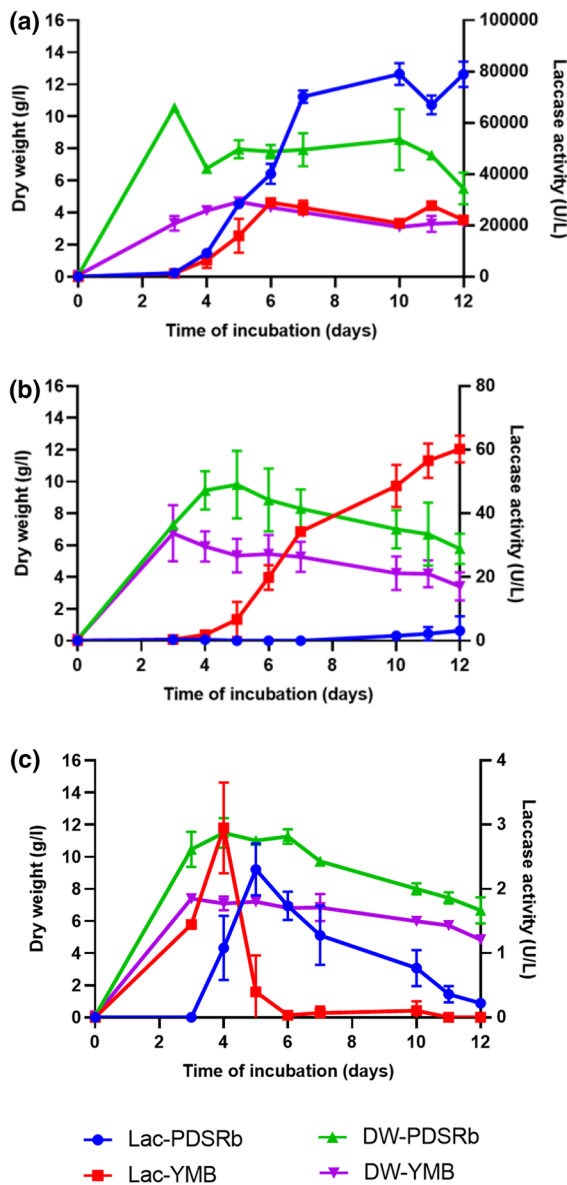 (a)
16
14
12
10
8
6
4
2
0
Dry weight (g/l)
100000
80000
60000
40000
20000
0
Laccase activity (U/L)
0 2 4 6 8 10 12
Time of incubation (days)
(b)
16
14
12
10
8
6
4
2
0
Dry weight (g/l)
80
60
40
20
0
Laccase activity (U/L)
0 2 4 6 8 10 12
Time of incubation (days)
(c)
16
14
12
10
8
6
4
2
0
Dry weight (g/l)
4
3
2
1
0
Laccase activity (U/L)
0 2 4 6 8 10 12
Time of incubation (days)
Lac-PDSRb DW-PDSRb
Lac-YMB DW-YMB